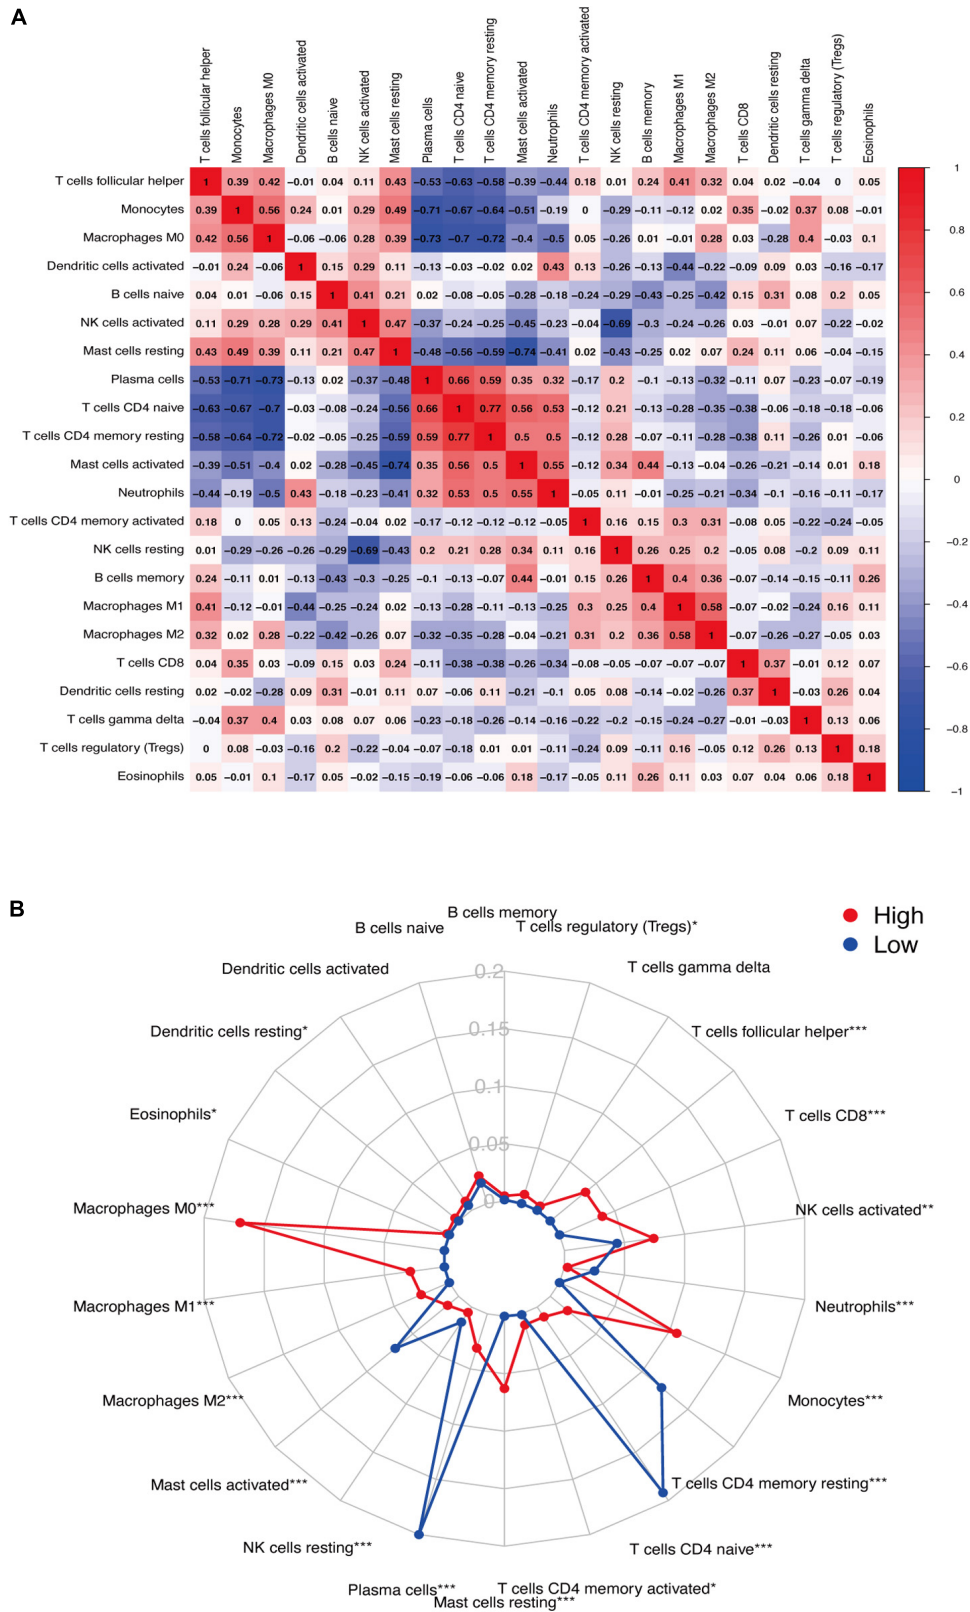 A
T cells follicular helper
Monocytes
Macrophages M0
Dendritic cells activated
B cells naive
NK cells activated
Mast cells resting
Plasma cells
T cells CD4 naive
T cells CD4 memory resting
Mast cells activated
Neutrophils
T cells CD4 memory activated
NK cells resting
B cells memory
Macrophages M1
Macrophages M2
T cells CD8
Dendritic cells resting
T cells gamma delta
T cells regulatory (Tregs)
Eosinophils
T cells follicular helper 1 0.39 0.42 −0.01 0.04 0.11 0.43 −0.53 −0.63 −0.58 −0.39 −0.44 0.18 0.01 0.24 0.41 0.32 0.04 0.02 −0.04 0 0.05
Monocytes 0.39 1 0.56 0.24 0.01 0.29 0.49 −0.71 −0.67 −0.64 −0.51 −0.19 0 −0.29 −0.11 −0.12 0.02 0.35 −0.02 0.37 0.08 −0.01
Macrophages M0 0.42 0.56 1 −0.06 −0.06 0.28 0.39 −0.73 −0.7 −0.72 −0.4 −0.5 0.05 −0.26 0.01 −0.01 0.28 0.03 −0.28 0.4 −0.03 0.1
Dendritic cells activated −0.01 0.24 −0.06 1 0.15 0.29 0.11 −0.13 −0.03 −0.02 0.02 0.43 0.13 −0.26 −0.13 −0.44 −0.22 −0.09 0.09 0.03 −0.16 −0.17
B cells naive 0.04 0.01 −0.06 0.15 1 0.41 0.21 0.02 −0.08 −0.05 −0.28 −0.18 −0.24 −0.29 −0.43 −0.25 −0.42 0.15 0.31 0.08 0.2 0.05
NK cells activated 0.11 0.29 0.28 0.29 0.41 1 0.47 −0.37 −0.24 −0.25 −0.45 −0.23 −0.04 −0.69 −0.3 −0.24 −0.26 0.03 −0.01 0.07 −0.22 −0.02
Mast cells resting 0.43 0.49 0.39 0.11 0.21 0.47 1 −0.48 −0.56 −0.59 −0.74 −0.41 0.02 −0.43 −0.25 0.02 0.07 0.24 0.11 0.06 −0.04 −0.15
Plasma cells −0.53 −0.71 −0.73 −0.13 0.02 −0.37 −0.48 1 0.66 0.59 0.35 0.32 −0.17 0.2 −0.1 −0.13 −0.32 −0.11 0.07 −0.23 −0.07 −0.19
T cells CD4 naive −0.63 −0.67 −0.7 −0.03 −0.08 −0.24 −0.56 0.66 1 0.77 0.56 0.53 −0.12 0.21 −0.13 −0.28 −0.35 −0.38 −0.06 −0.18 −0.18 −0.06
T cells CD4 memory resting −0.58 −0.64 −0.72 −0.02 −0.05 −0.25 −0.59 0.59 0.77 1 0.5 0.5 −0.12 0.28 −0.07 −0.11 −0.28 −0.38 0.11 −0.26 0.01 −0.06
Mast cells activated −0.39 −0.51 −0.4 0.02 −0.28 −0.45 −0.74 0.35 0.56 0.5 1 0.55 −0.12 0.34 0.44 −0.13 −0.04 −0.26 −0.21 −0.14 0.01 0.18
Neutrophils −0.44 −0.19 −0.5 0.43 −0.18 −0.23 −0.41 0.32 0.53 0.5 0.55 1 −0.05 0.11 −0.01 −0.25 −0.21 −0.34 −0.1 −0.16 −0.11 −0.17
T cells CD4 memory activated 0.18 0 0.05 0.13 −0.24 −0.04 0.02 −0.17 −0.12 −0.12 −0.12 −0.05 1 0.16 0.15 0.3 0.31 −0.08 0.05 −0.22 −0.24 −0.05
NK cells resting 0.01 −0.29 −0.26 −0.26 −0.29 −0.69 −0.43 0.2 0.21 0.28 0.34 0.11 0.16 1 0.26 0.25 0.2 −0.05 0.08 −0.2 0.09 0.11
B cells memory 0.24 −0.11 0.01 −0.13 −0.43 −0.3 −0.25 −0.1 −0.13 −0.07 0.44 −0.01 0.15 0.26 1 0.4 0.36 −0.07 −0.14 −0.15 −0.11 0.26
Macrophages M1 0.41 −0.12 −0.01 −0.44 −0.25 −0.24 0.02 −0.13 −0.28 −0.11 −0.13 −0.25 0.3 0.25 0.4 1 0.58 −0.07 −0.02 −0.24 0.16 0.11
Macrophages M2 0.32 0.02 0.28 −0.22 −0.42 −0.26 0.07 −0.32 −0.35 −0.28 −0.04 −0.21 0.31 0.2 0.36 0.58 1 −0.07 −0.26 −0.27 −0.05 0.03
T cells CD8 0.04 0.35 0.03 −0.09 0.15 0.03 0.24 −0.11 −0.38 −0.38 −0.26 −0.34 −0.08 −0.05 −0.07 −0.07 −0.07 1 0.37 −0.01 0.12 0.07
Dendritic cells resting 0.02 −0.02 −0.28 0.09 0.31 −0.01 0.11 0.07 −0.06 0.11 −0.21 −0.1 0.05 0.08 −0.14 −0.02 −0.26 0.37 1 −0.03 0.26 0.04
T cells gamma delta −0.04 0.37 0.4 0.03 0.08 0.07 0.06 −0.23 −0.18 −0.26 −0.14 −0.16 −0.22 −0.2 −0.15 −0.24 −0.27 −0.01 −0.03 1 0.13 0.06
T cells regulatory (Tregs) 0 0.08 −0.03 −0.16 0.2 −0.22 −0.04 −0.07 −0.18 0.01 0.01 −0.11 −0.24 0.09 −0.11 0.16 −0.05 0.12 0.26 0.13 1 0.18
Eosinophils 0.05 −0.01 0.1 −0.17 0.05 −0.02 −0.15 −0.19 −0.06 −0.06 0.18 −0.17 −0.05 0.11 0.26 0.11 0.03 0.07 0.04 0.06 0.18 1
1
0.8
0.6
0.4
0.2
0
−0.2
−0.4
−0.6
−0.8
−1
B
High
Low
B cells memory
B cells naive
T cells regulatory (Tregs)*
Dendritic cells activated
T cells gamma delta
Dendritic cells resting*
T cells follicular helper***
Eosinophils*
T cells CD8***
Macrophages M0***
NK cells activated**
Macrophages M1***
Neutrophils***
Macrophages M2***
Monocytes***
Mast cells activated***
T cells CD4 memory resting***
NK cells resting***
T cells CD4 naive***
Plasma cells***
T cells CD4 memory activated*
Mast cells resting***
0.2
0.15
0.1
0.05
0